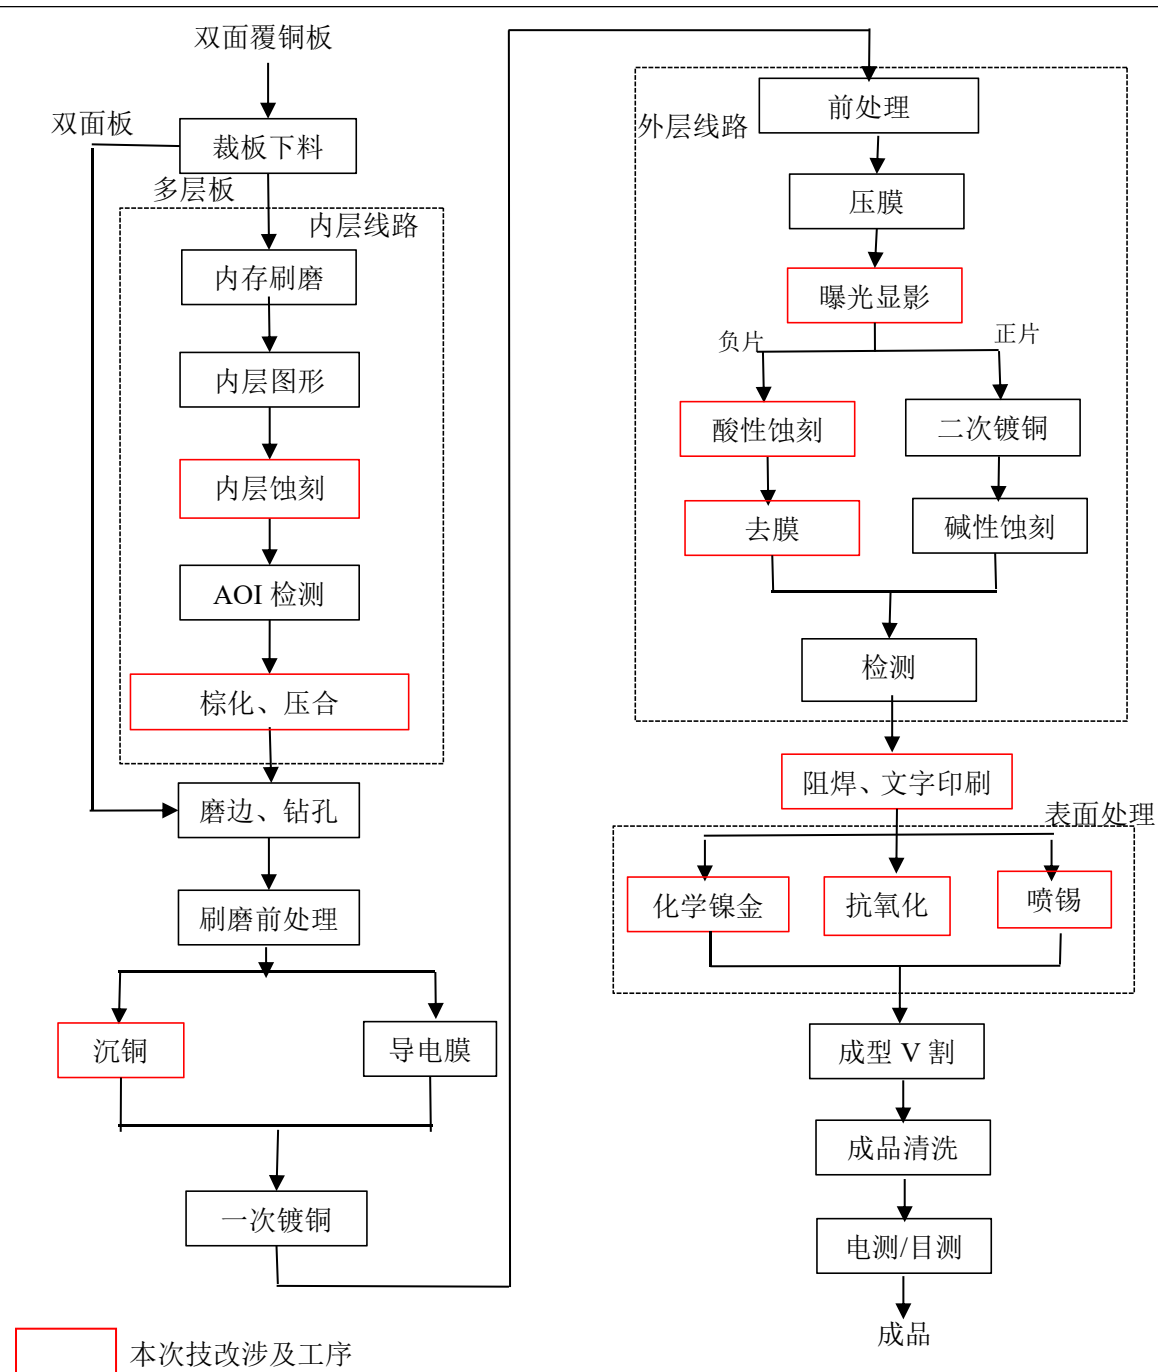 双面覆铜板
双面板
裁板下料
多层板
内层线路
内存刷磨
内层图形
内层蚀刻
AOI 检测
棕化、压合
磨边、钻孔
刷磨前处理
沉铜
导电膜
一次镀铜
本次技改涉及工序
前处理
外层线路
压膜
曝光显影
负片
正片
酸性蚀刻
二次镀铜
去膜
碱性蚀刻
检测
阻焊、文字印刷
表面处理
化学镍金
抗氧化
喷锡
成型 V 割
成品清洗
电测/目测
成品